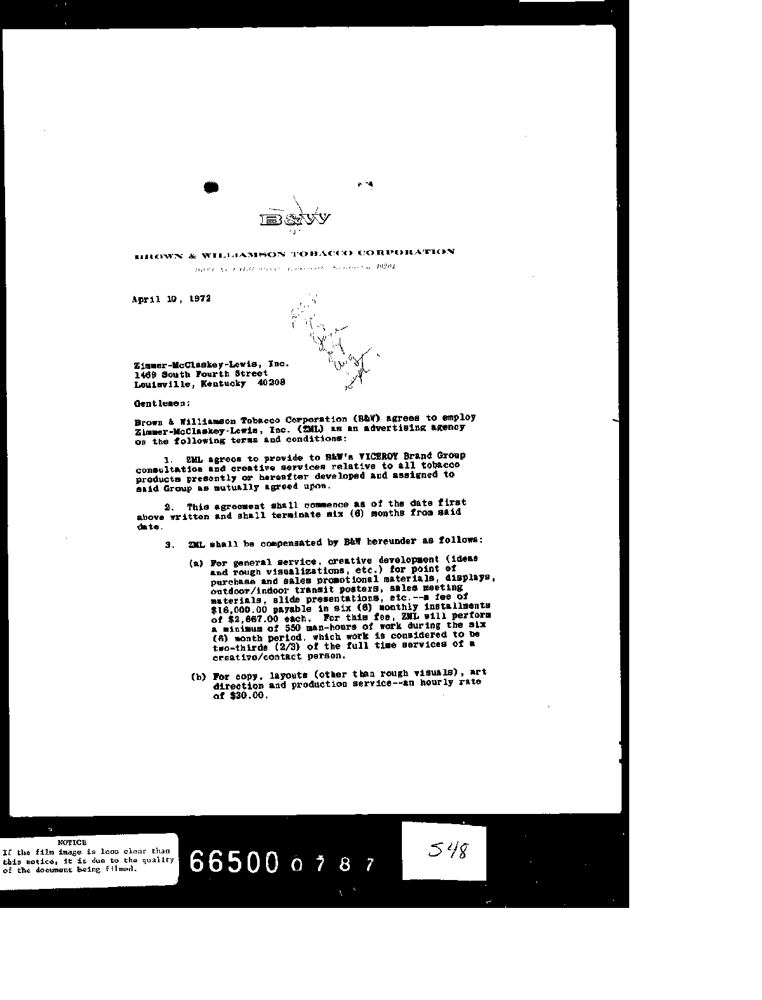 B&W
BROWN & WILLIAMSON TOBACCO CORPORATION
April 10, 1972
Zimmer-McClaskey-Lewis, Inc.
1469 South Fourth Street
Louisville, Kentucky 40208
Gentlemen:
Brown & Williamson Tobacco Corporation (B&W) agrees to employ
Zimmer-McClaskey-Lewis, Inc. (ZML) as an advertising agency
on the following terms and conditions:
1. ZML agrees to provide to B&W's VICEROY Brand Group
consultation and creative services relative to all tobacco
products presently or hereafter developed and assigned to
said Group as mutually agreed upon.
2. This agreement shall commence as of the date first
above written and shall terminate six (6) months from said
date.
3. ZML shall be compensated by B&W hereunder as follows:
(a) For general service, creative development (ideas
and rough visualizations, etc.) for point of
purchase and sales promotional materials, displays,
outdoor/indoor transit posters, sales meeting
materials, slide presentations, etc.--a fee of
$16,000.00 payable in six (6) monthly installments
of $2,667.00 each. For this fee, ZML will perform
a minimum of 550 man-hours of work during the six
(6) month period, which work is considered to be
two-thirds (2/3) of the full time services of a
creative/contact person.
(b) For copy, layouts (other than rough visuals), art
direction and production service--an hourly rate
of $30.00.
NOTICE
If the film image is less clear than
this notice, it is due to the quality
of the document being filmed.
66500 0787
548